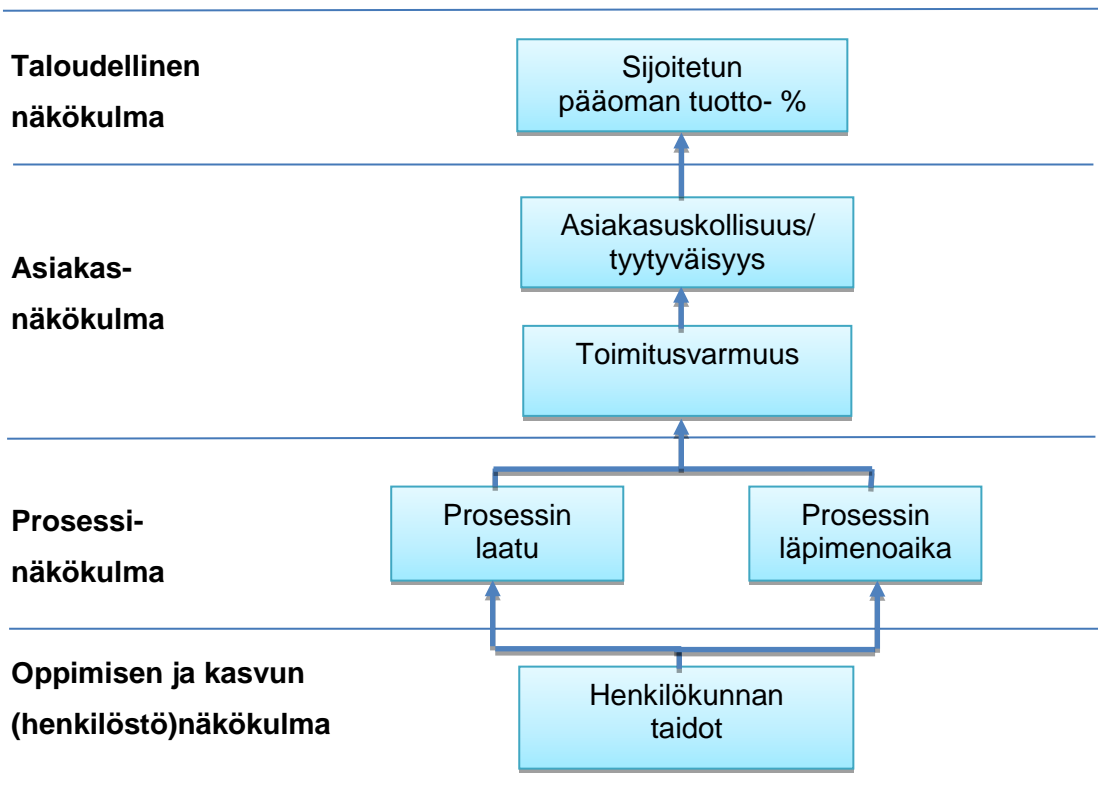 Taloudellinen
näkökulma
Sijoitetun
pääoman tuotto- %
Asiakas-
näkökulma
Asiakasuskollisuus/
tyytyväisyys
Toimitusvarmuus
Prosessi-
näkökulma
Prosessin
laatu
Prosessin
läpimenoaika
Oppimisen ja kasvun
(henkilöstö)näkökulma
Henkilökunnan
taidot